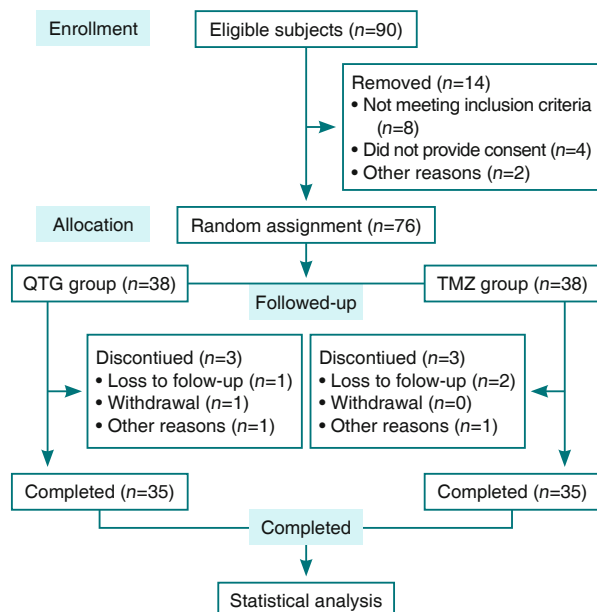 Enrollment
Eligible subjects (n=90)
Removed (n=14)
• Not meeting inclusion criteria
(n=8)
• Did not provide consent (n=4)
• Other reasons (n=2)
Allocation
Random assignment (n=76)
QTG group (n=38)
TMZ group (n=38)
Followed-up
Discontiued (n=3)
• Loss to folow-up (n=1)
• Withdrawal (n=1)
• Other reasons (n=1)
Discontiued (n=3)
• Loss to folow-up (n=2)
• Withdrawal (n=0)
• Other reasons (n=1)
Completed (n=35)
Completed (n=35)
Completed
Statistical analysis